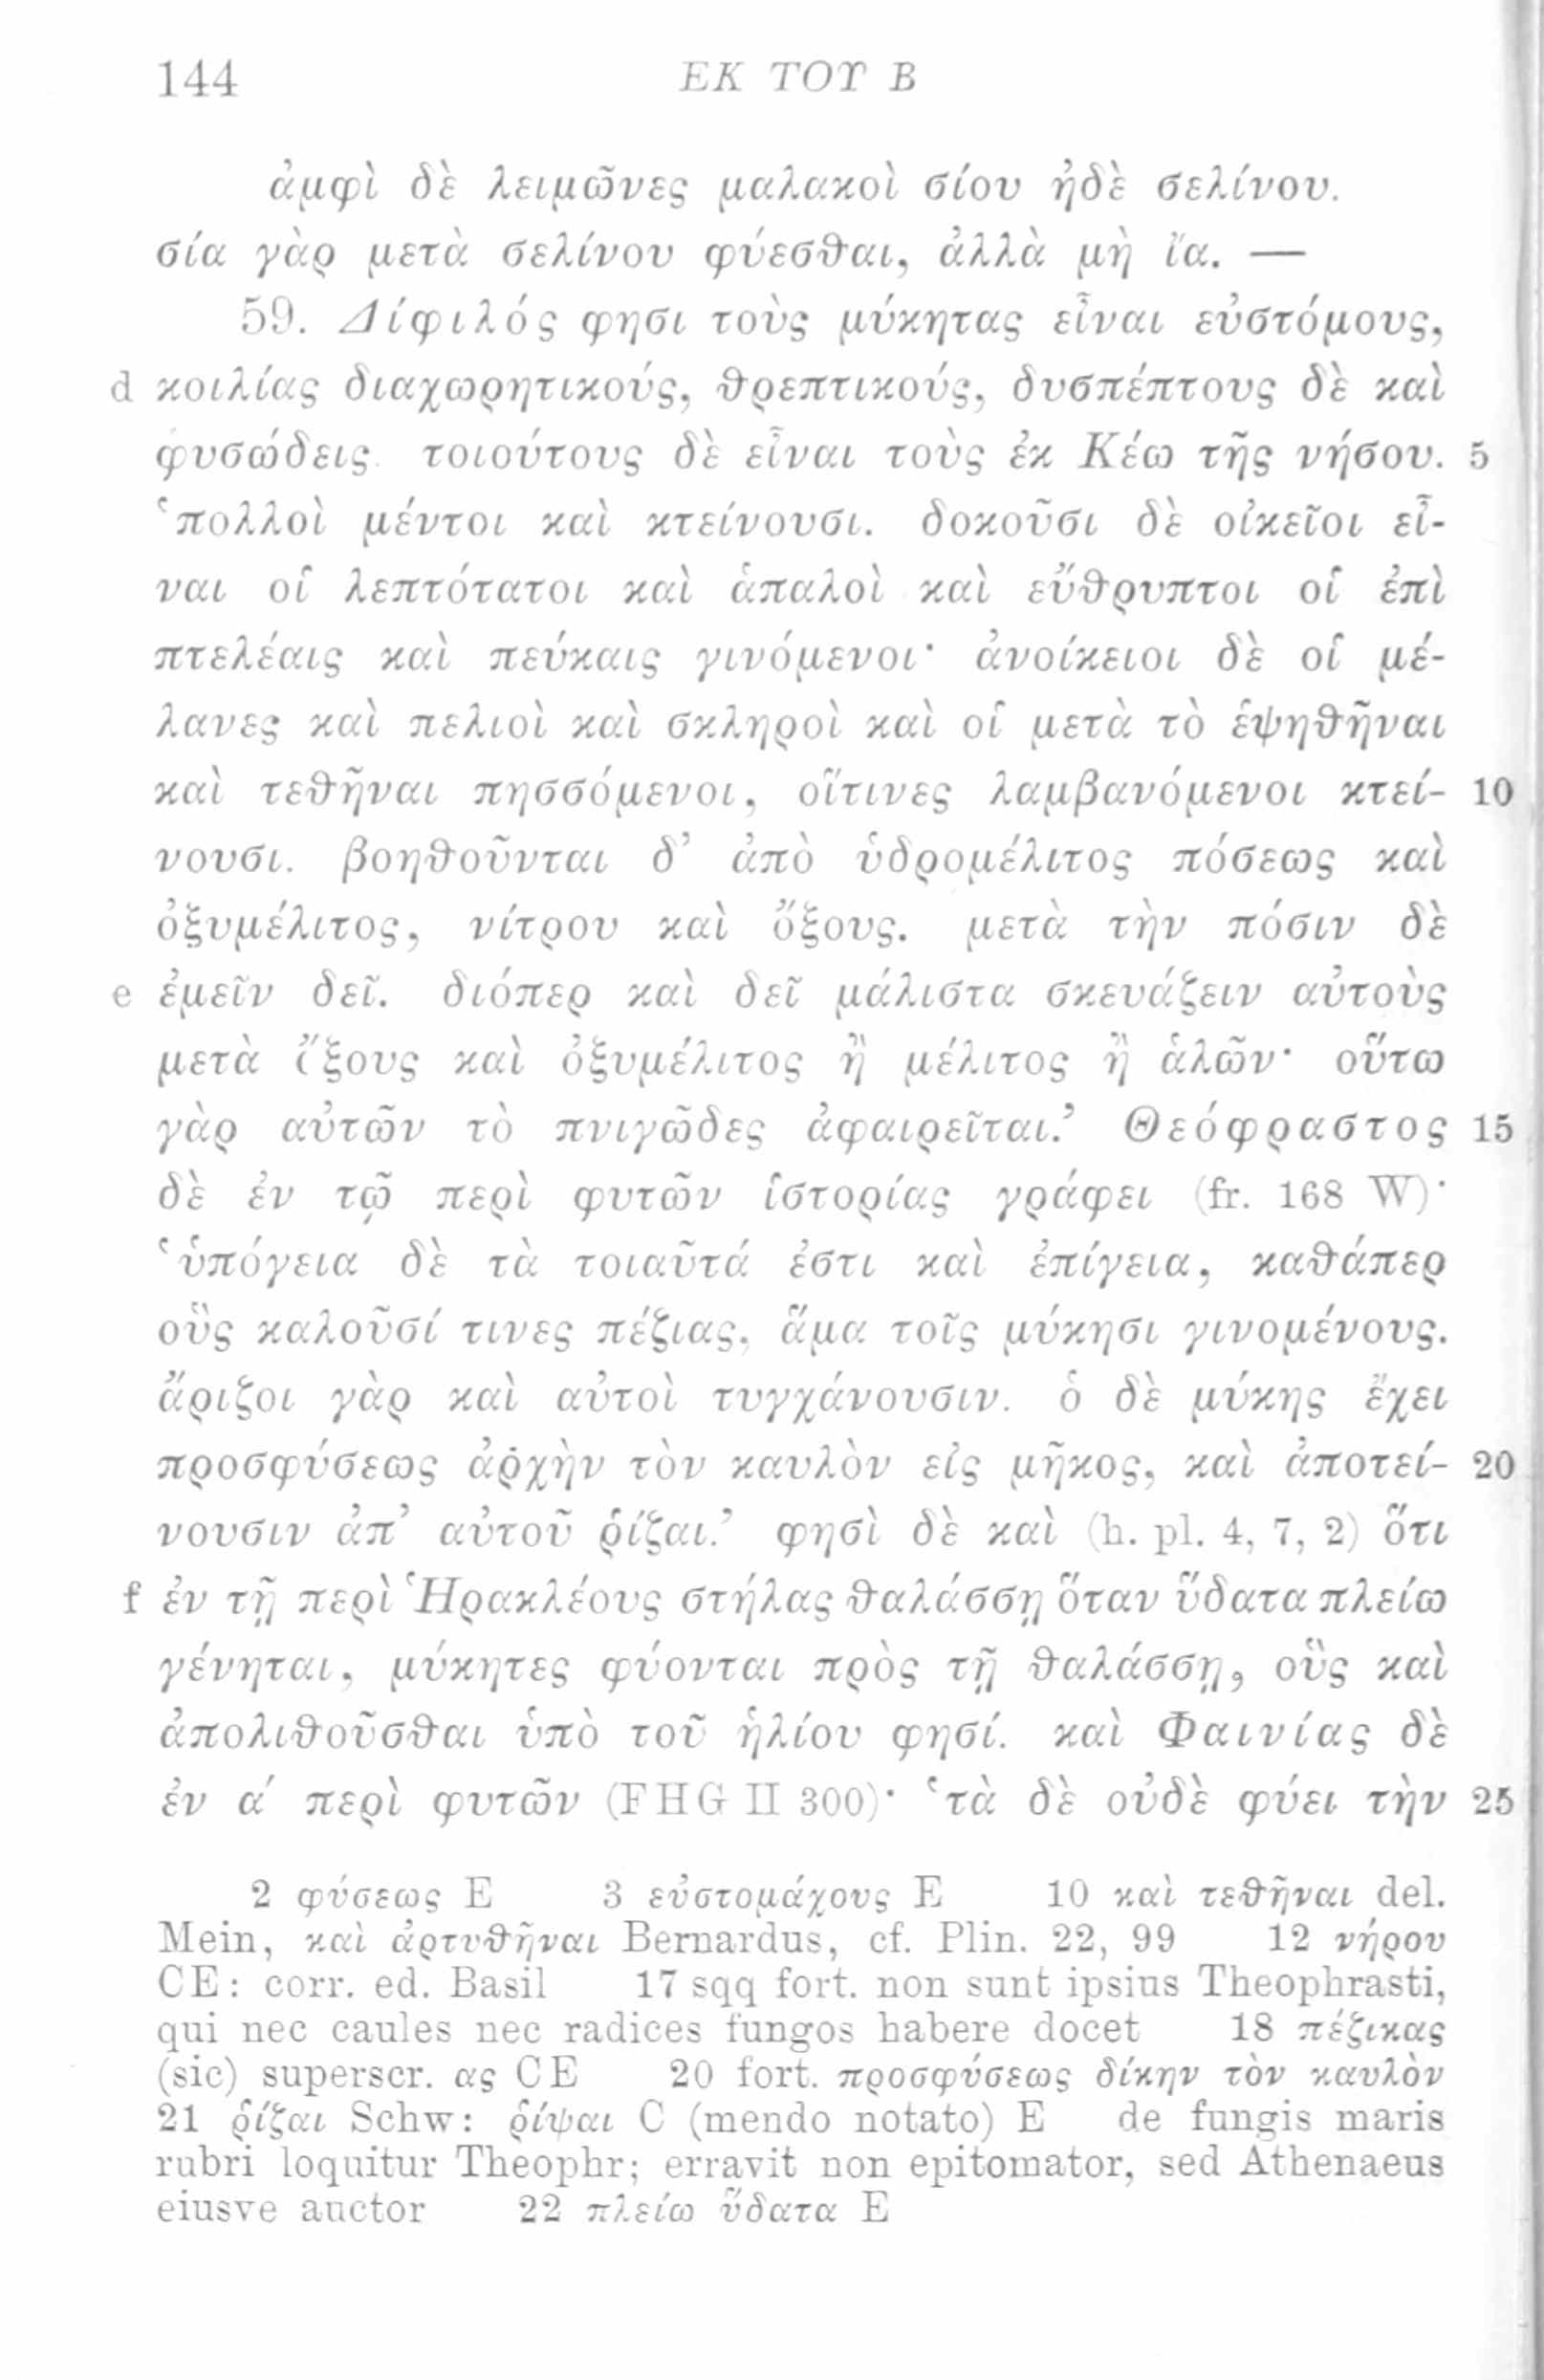 144 ΕΚ ΤΟΥ Β
ἀμφὶ δὲ λειμῶνες μαλακοὶ σίου ἠδὲ σελίνου.
σία γὰρ μετὰ σελίνου φύεσθαι, ἀλλὰ μὴ ἴα. —
59. Δίφιλός φησι τοὺς μύκητας εἶναι εὐστόμους,
d κοιλίας διαχωρητικούς, θρεπτικούς, δυσπέπτους δὲ καὶ
φυσώδεις. τοιούτους δὲ εἶναι τοὺς ἐκ Κέω τῆς νήσου. 5
‘πολλοὶ μέντοι καὶ κτείνουσι. δοκοῦσι δὲ οἰκεῖοι εἶ-
ναι οἱ λεπτότατοι καὶ ἁπαλοὶ καὶ εὔθρυπτοι οἱ ἐπὶ
πτελέαις καὶ πεύκαις γινόμενοι· ἀνοίκειοι δὲ οἱ μέ-
λανες καὶ πελιοὶ καὶ σκληροὶ καὶ οἱ μετὰ τὸ ἑψηθῆναι
καὶ τεθῆναι πησσόμενοι, οἵτινες λαμβανόμενοι κτεί- 10
νουσι. βοηθοῦνται δ’ ἀπὸ ὑδρομέλιτος πόσεως καὶ
ὀξυμέλιτος, νίτρου καὶ ὄξους. μετὰ τὴν πόσιν δὲ
e ἐμεῖν δεῖ. διόπερ καὶ δεῖ μάλιστα σκευάζειν αὐτοὺς
μετὰ ὄξους καὶ ὀξυμέλιτος ἢ μέλιτος ἢ ἁλῶν· οὕτω
γὰρ αὐτῶν τὸ πνιγῶδες ἀφαιρεῖται.’ Θεόφραστος 15
δὲ ἐν τῷ περὶ φυτῶν ἱστορίας γράφει (fr. 168 W)·
‘ὑπόγεια δὲ τὰ τοιαῦτά ἐστι καὶ ἐπίγεια, καθάπερ
οὓς καλοῦσί τινες πέζιας, ἅμα τοῖς μύκησι γινομένους.
ἄριζοι γὰρ καὶ αὐτοὶ τυγχάνουσιν. ὁ δὲ μύκης ἔχει
προσφύσεως ἀρχὴν τὸν καυλὸν εἰς μῆκος, καὶ ἀποτεί- 20
νουσιν ἀπ’ αὐτοῦ ῥίζαι.’ φησὶ δὲ καὶ (h. pl. 4, 7, 2) ὅτι
f ἐν τῇ περὶ Ἡρακλέους στήλας θαλάσσῃ ὅταν ὕδατα πλείω
γένηται, μύκητες φύονται πρὸς τῇ θαλάσσῃ, οὓς καὶ
ἀπολιθοῦσθαι ὑπὸ τοῦ ἡλίου φησί. καὶ Φαινίας δὲ
ἐν α΄ περὶ φυτῶν (FHG II 300)· ‘τὰ δὲ οὐδὲ φύει τὴν 25
2 φύσεως E 3 εὐστομάχους E 10 καὶ τεθῆναι del.
Mein, καὶ ἀρτυθῆναι Bernardus, cf. Plin. 22, 99 12 νήρου
CE: corr. ed. Basil 17 sqq fort. non sunt ipsius Theophrasti,
qui nec caules nec radices fungos habere docet 18 πέζικας
(sic) superscr. ας CE 20 fort. προσφύσεως δίκην τὸν καυλὸν
21 ῥίζαι Schw: ῥίψαι C (mendo notato) E de fungis maris
rubri loquitur Theophr; erravit non epitomator, sed Athenaeus
eiusve auctor 22 πλείω ὕδατα E